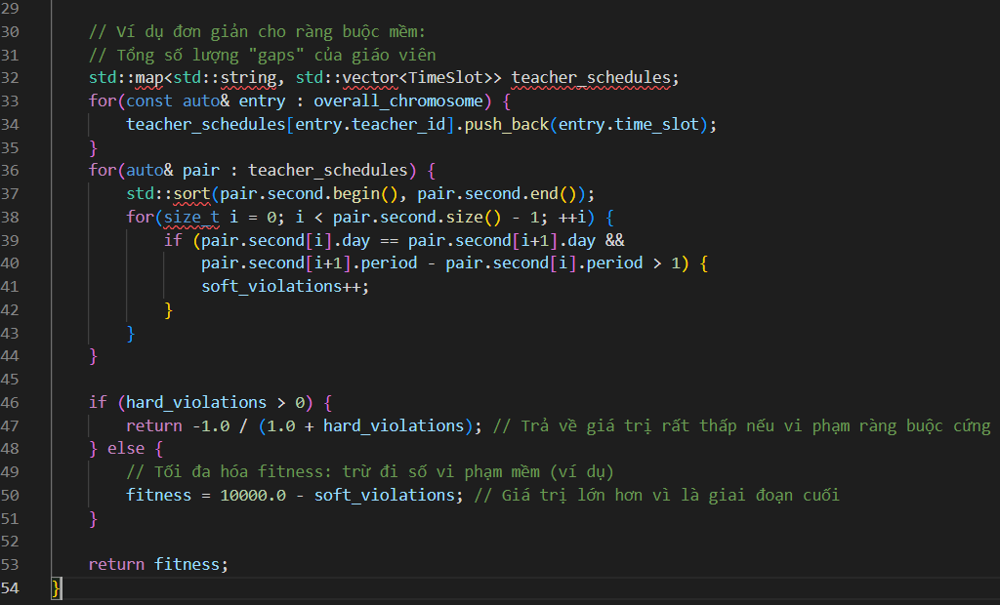 29
30 // Ví dụ đơn giản cho ràng buộc mềm:
31 // Tổng số lượng "gaps" của giáo viên
32 std::map<std::string, std::vector<TimeSlot>> teacher_schedules;
33 for(const auto& entry : overall_chromosome) {
34 teacher_schedules[entry.teacher_id].push_back(entry.time_slot);
35 }
36 for(auto& pair : teacher_schedules) {
37 std::sort(pair.second.begin(), pair.second.end());
38 for(size_t i = 0; i < pair.second.size() - 1; ++i) {
39 if (pair.second[i].day == pair.second[i+1].day &&
40 pair.second[i+1].period - pair.second[i].period > 1) {
41 soft_violations++;
42 }
43 }
44 }
45
46 if (hard_violations > 0) {
47 return -1.0 / (1.0 + hard_violations); // Trả về giá trị rất thấp nếu vi phạm ràng buộc cứng
48 } else {
49 // Tối đa hóa fitness: trừ đi số vi phạm mềm (ví dụ)
50 fitness = 10000.0 - soft_violations; // Giá trị lớn hơn vì là giai đoạn cuối
51 }
52
53 return fitness;
54 }